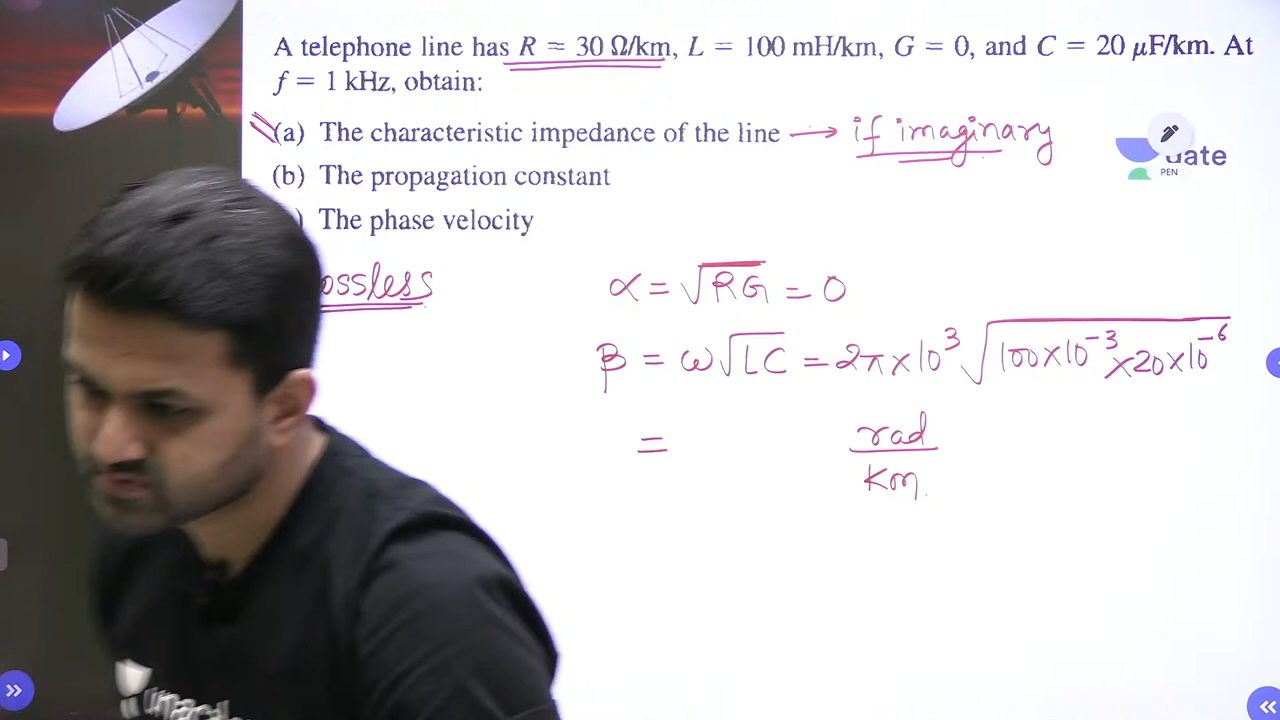 A telephone line has R = 30 Ω/km, L = 100 mH/km, G = 0, and C = 20 μF/km. At
f = 1 kHz, obtain:
(a) The characteristic impedance of the line → if imaginary
(b) The propagation constant
) The phase velocity
PEN
ossless
α = √RG = 0
β = ω√LC = 2π×10³ √100×10⁻³×20×10⁻⁶
= rad/km